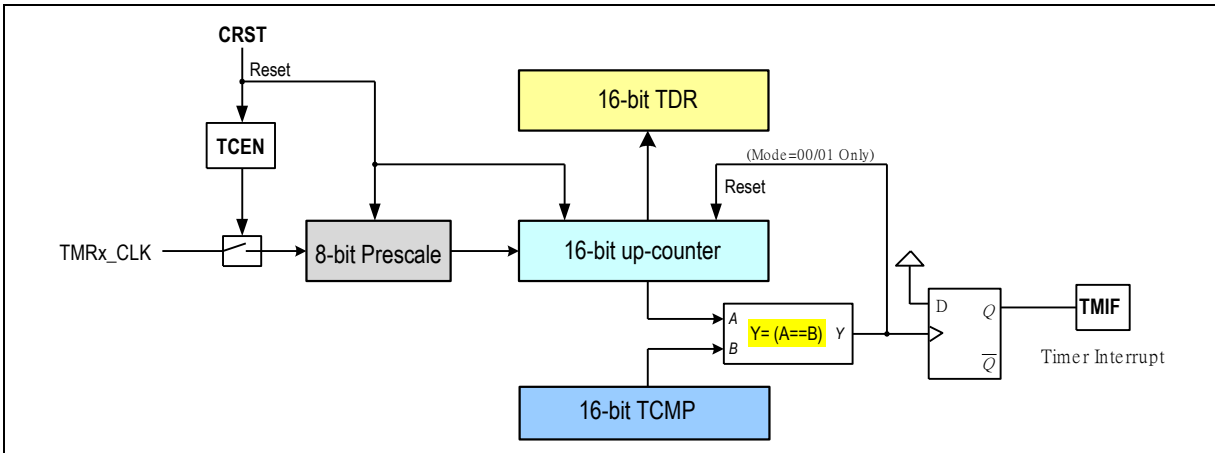 CRST
Reset
16-bit TDR
TCEN
(Mode=00/01 Only)
Reset
TMRx_CLK
8-bit Prescale
16-bit up-counter
A
B
Y= (A==B)
Y
D
Q
Q̅
TMIF
Timer Interrupt
16-bit TCMP